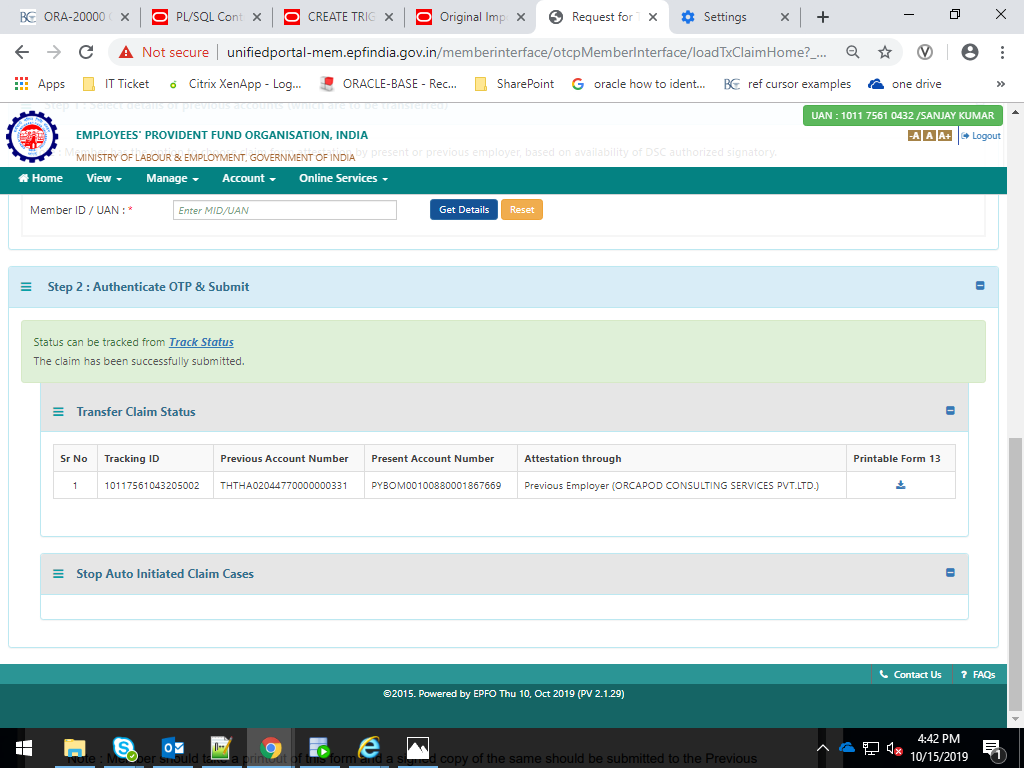 ORA-20000
PL/SQL Cont
CREATE TRIG
Original Imp
Request for T
Settings
Not secure
unifiedportal-mem.epfindia.gov.in/memberinterface/otcpMemberInterface/loadTxClaimHome?_...
Apps
IT Ticket
Citrix XenApp - Log...
ORACLE-BASE - Rec...
SharePoint
oracle how to ident...
ref cursor examples
one drive
»
Step 1 : Select details of previous accounts (which are to be transferred)
UAN : 1011 7561 0432 /SANJAY KUMAR
EMPLOYEES' PROVIDENT FUND ORGANISATION, INDIA
-A A A+
Logout
MINISTRY OF LABOUR & EMPLOYMENT, GOVERNMENT OF INDIA
by present or previous employer, based on availability of DSC authorized signatory.
Home
View
Manage
Account
Online Services
Member ID / UAN : *
Enter MID/UAN
Get Details
Reset
Step 2 : Authenticate OTP & Submit
Status can be tracked from Track Status
The claim has been successfully submitted.
Transfer Claim Status
Sr No Tracking ID Previous Account Number Present Account Number Attestation through Printable Form 13
1 10117561043205002 THTHA02044770000000331 PYBOM00100880001867669 Previous Employer (ORCAPOD CONSULTING SERVICES PVT.LTD.)
Stop Auto Initiated Claim Cases
Contact Us
? FAQs
©2015. Powered by EPFO Thu 10, Oct 2019 (PV 2.1.29)
Note : Member should take a printout of this form and a signed copy of the same should be submitted to the Previous
4:42 PM
10/15/2019
1